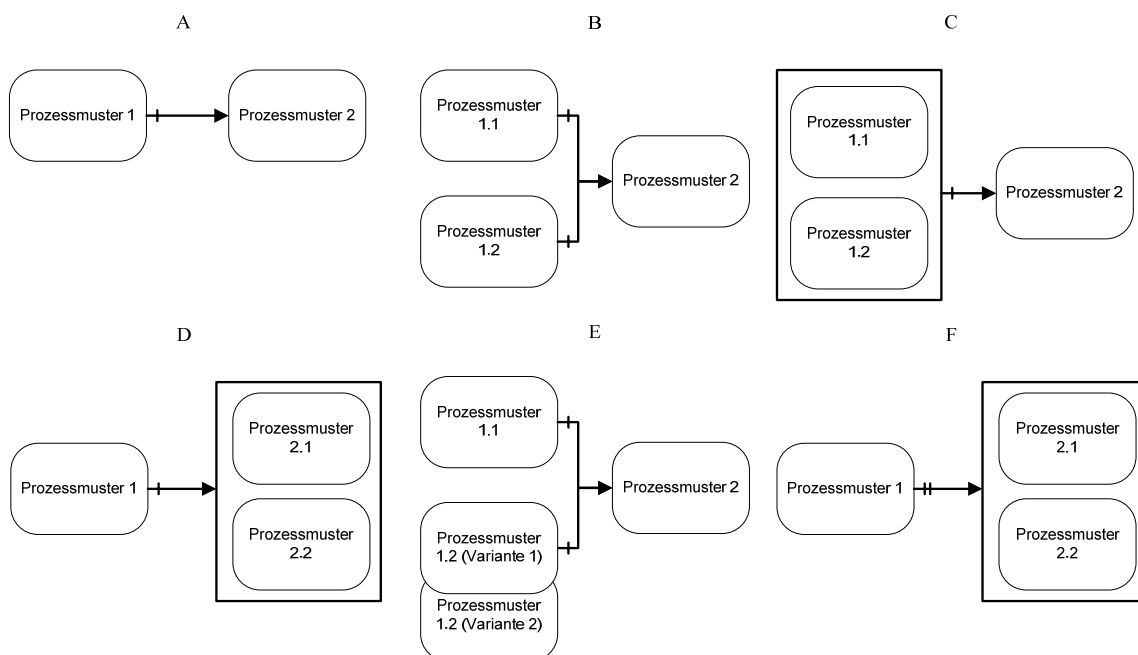 A
Prozessmuster 1
Prozessmuster 2
B
Prozessmuster
1.1
Prozessmuster
1.2
Prozessmuster 2
C
Prozessmuster
1.1
Prozessmuster
1.2
Prozessmuster 2
D
Prozessmuster 1
Prozessmuster
2.1
Prozessmuster
2.2
E
Prozessmuster
1.1
Prozessmuster
1.2 (Variante 1)
Prozessmuster
1.2 (Variante 2)
Prozessmuster 2
F
Prozessmuster 1
Prozessmuster
2.1
Prozessmuster
2.2